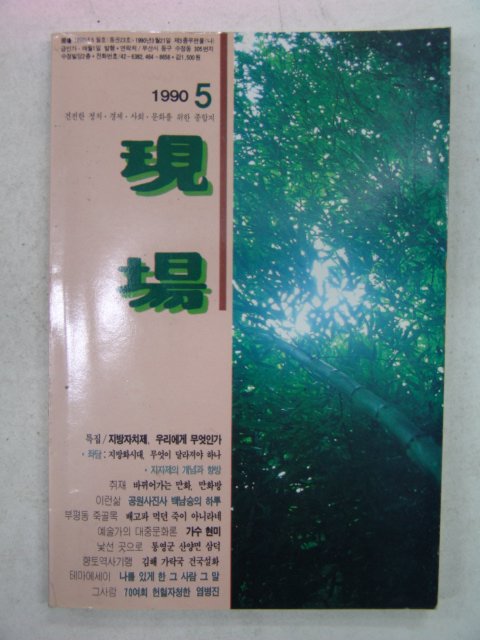 1990 5
건전한 정치·경제·사회·문화를 위한 종합지
現
場
특집/지방자치제, 우리에게 무엇인가
·좌담:지방화시대, 무엇이 달라져야 하나
·지자제의 개념과 향방
취재 바뀌어가는 만화, 만화방
이런삶 공원사진사 백남승의 하루
부평동 죽골목 배고파 먹던 죽이 아니라네
예술가의 대중문화론 가수 현미
낯선 곳으로 통영군 산양면 삼덕
향토역사기행 김해 가락국 건국설화
테마에세이 나를 있게 한 그 사람 그 말
그사람 70여회 헌혈자청한 염병진